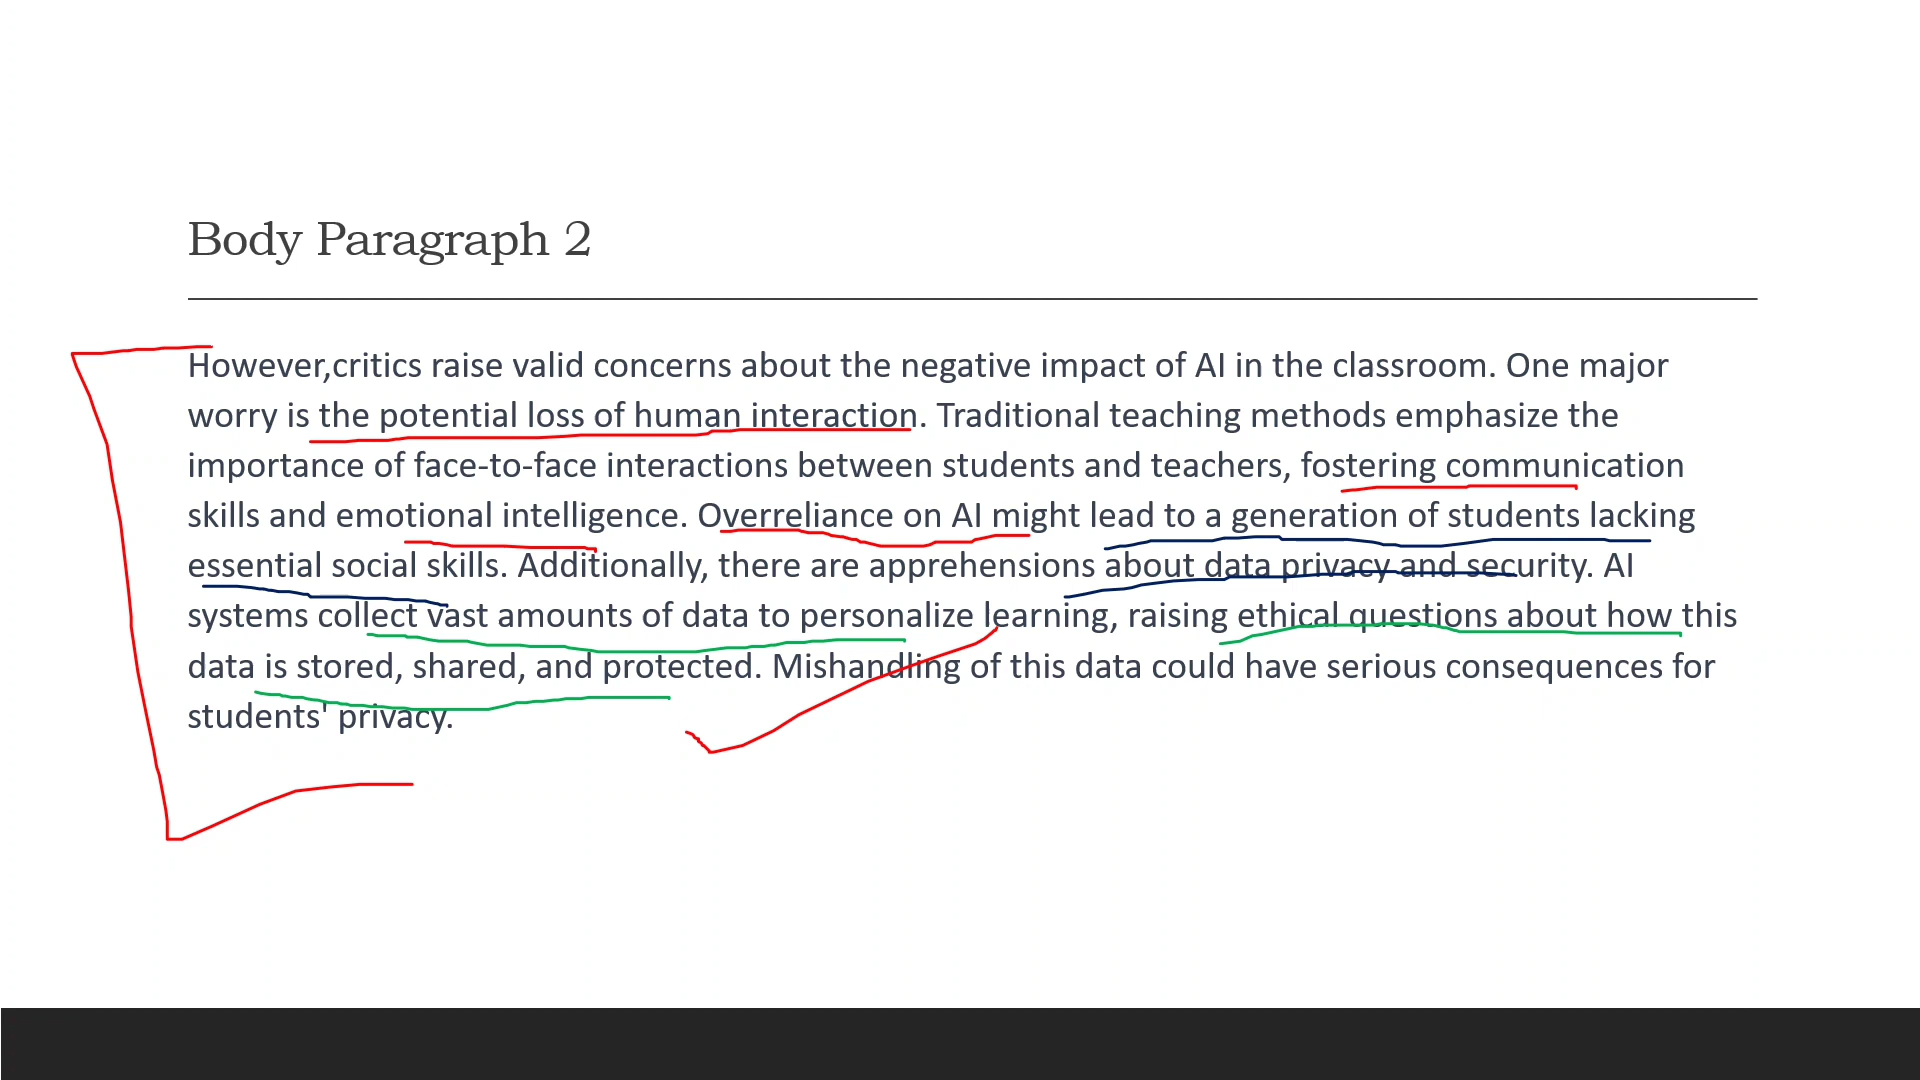 Body Paragraph 2
However,critics raise valid concerns about the negative impact of AI in the classroom. One major
worry is the potential loss of human interaction. Traditional teaching methods emphasize the
importance of face-to-face interactions between students and teachers, fostering communication
skills and emotional intelligence. Overreliance on AI might lead to a generation of students lacking
essential social skills. Additionally, there are apprehensions about data privacy and security. AI
systems collect vast amounts of data to personalize learning, raising ethical questions about how this
data is stored, shared, and protected. Mishandling of this data could have serious consequences for
students' privacy.